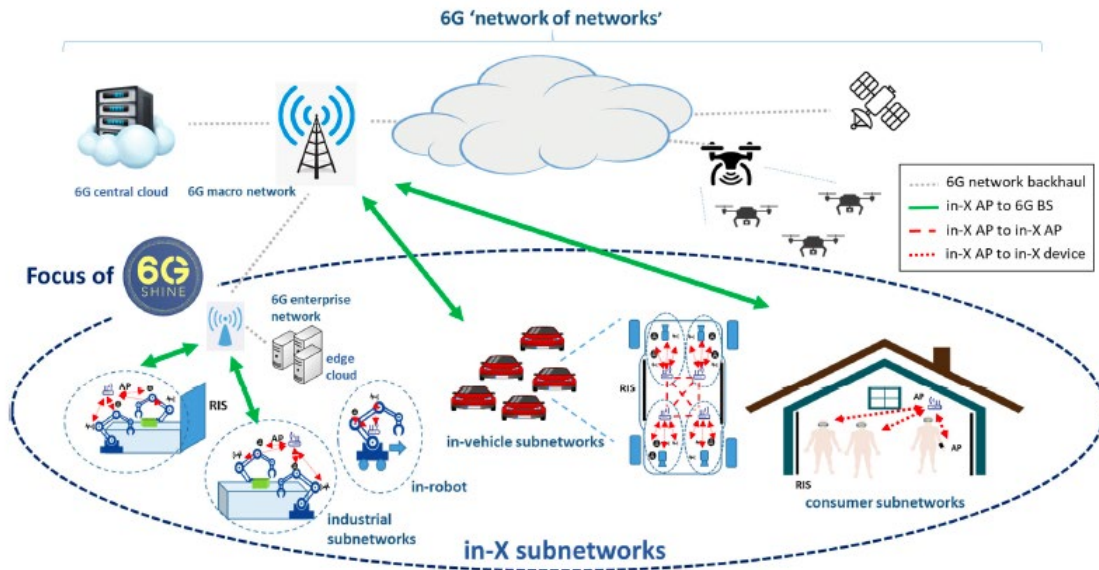 6G 'network of networks'
6G central cloud
6G macro network
6G network backhaul
in-X AP to 6G BS
in-X AP to in-X AP
in-X AP to in-X device
Focus of
6G
SHINE
6G enterprise
network
edge
cloud
AP
RIS
AP
in-robot
industrial
subnetworks
in-vehicle subnetworks
RIS
AP
AP
RIS
consumer subnetworks
in-X subnetworks